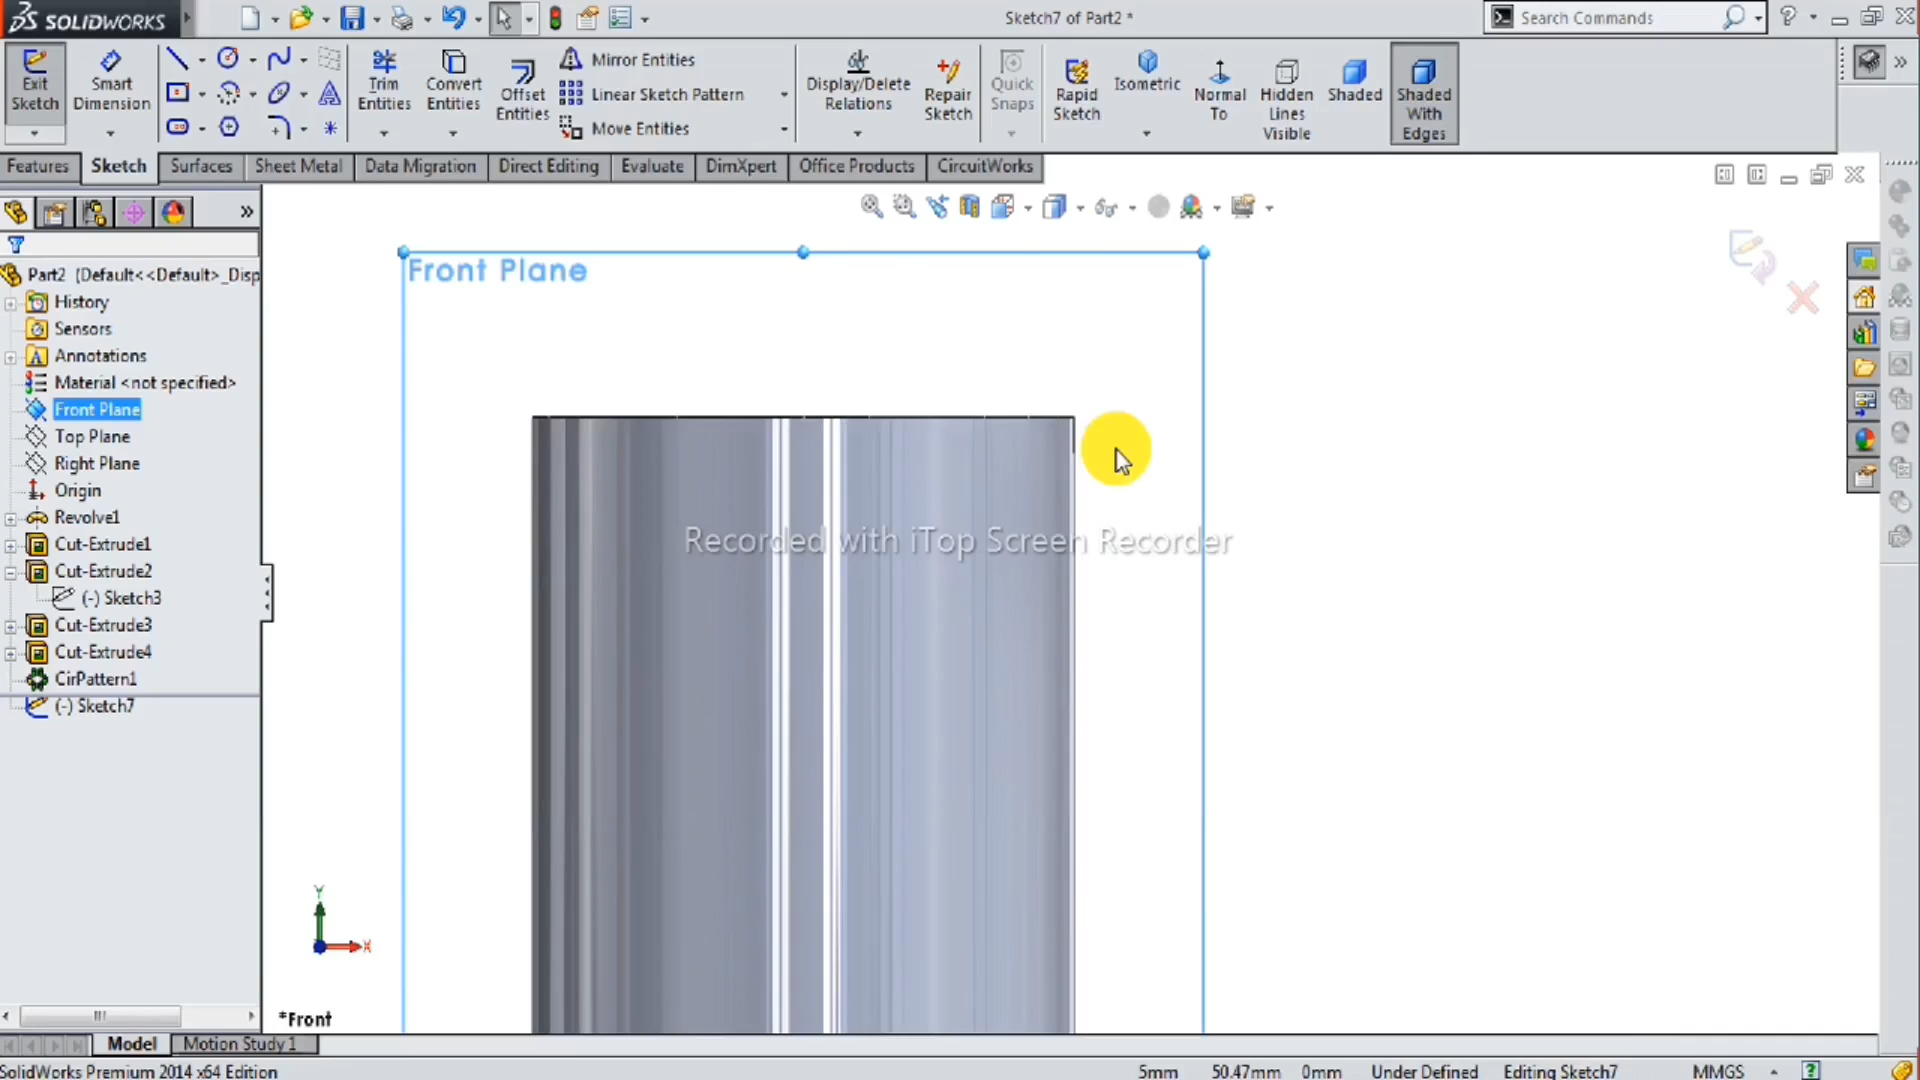 SOLIDWORKS
Sketch7 of Part2 *
Search Commands
Exit Sketch
Smart Dimension
Trim Entities
Convert Entities
Offset Entities
Mirror Entities
Linear Sketch Pattern
Move Entities
Display/Delete Relations
Repair Sketch
Quick Snaps
Rapid Sketch
Isometric
Normal To
Hidden Lines Visible
Shaded
Shaded With Edges
Features
Sketch
Surfaces
Sheet Metal
Data Migration
Direct Editing
Evaluate
DimXpert
Office Products
CircuitWorks
Part2 (Default<<Default>_Disp
History
Sensors
Annotations
Material <not specified>
Front Plane
Top Plane
Right Plane
Origin
Revolve1
Cut-Extrude1
Cut-Extrude2
(-) Sketch3
Cut-Extrude3
Cut-Extrude4
CirPattern1
(-) Sketch7
Front Plane
Recorded with iTop Screen Recorder
Y
X
*Front
Model
Motion Study 1
SolidWorks Premium 2014 x64 Edition
5mm
50.47mm
0mm
Under Defined
Editing Sketch7
MMGS